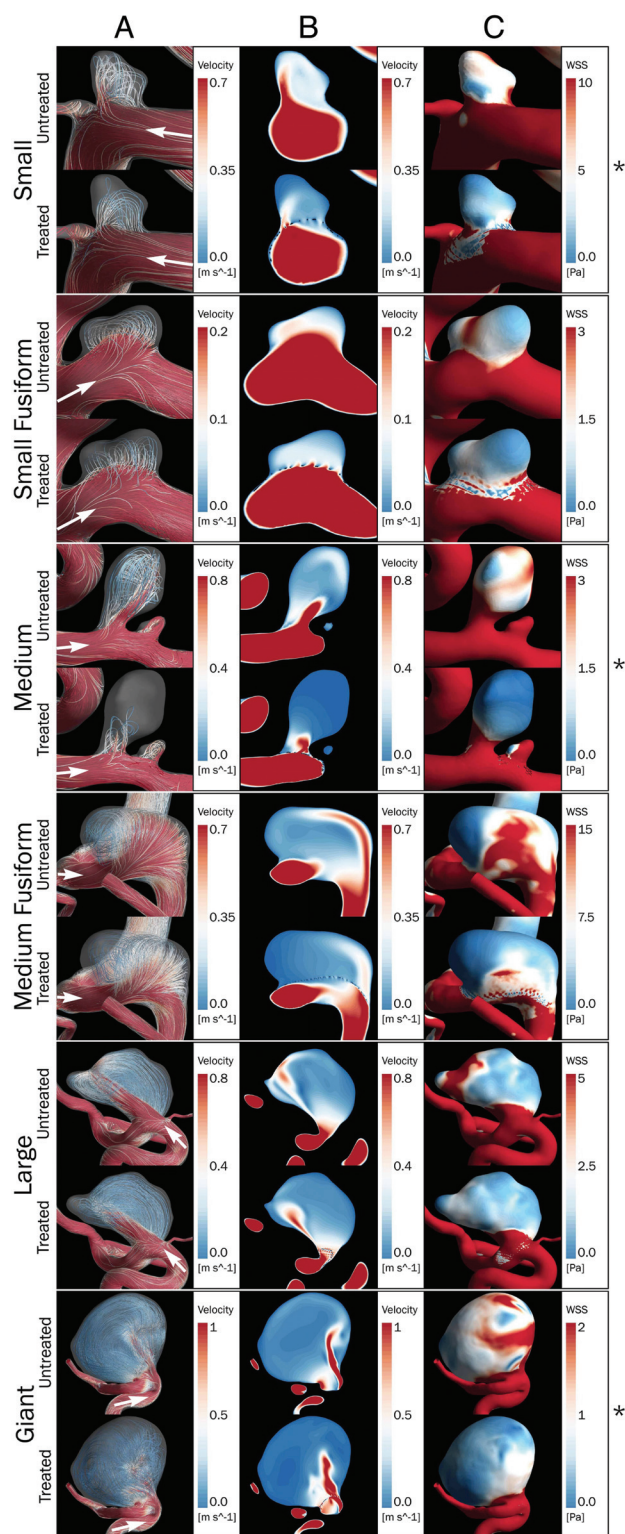 A B C
Small
Untreated
Velocity 0.7 0.35 0.0 [m s^-1]
Velocity 0.7 0.35 0.0 [m s^-1]
WSS 10 5 0.0 [Pa]
*
Treated
Small Fusiform
Untreated
Velocity 0.2 0.1 0.0 [m s^-1]
Velocity 0.2 0.1 0.0 [m s^-1]
WSS 3 1.5 0.0 [Pa]
Treated
Medium
Untreated
Velocity 0.8 0.4 0.0 [m s^-1]
Velocity 0.8 0.4 0.0 [m s^-1]
WSS 3 1.5 0.0 [Pa]
*
Treated
Medium Fusiform
Untreated
Velocity 0.7 0.35 0.0 [m s^-1]
Velocity 0.7 0.35 0.0 [m s^-1]
WSS 15 7.5 0.0 [Pa]
Treated
Large
Untreated
Velocity 0.8 0.4 0.0 [m s^-1]
Velocity 0.8 0.4 0.0 [m s^-1]
WSS 5 2.5 0.0 [Pa]
Treated
Giant
Untreated
Velocity 1 0.5 0.0 [m s^-1]
Velocity 1 0.5 0.0 [m s^-1]
WSS 2 1 0.0 [Pa]
*
Treated